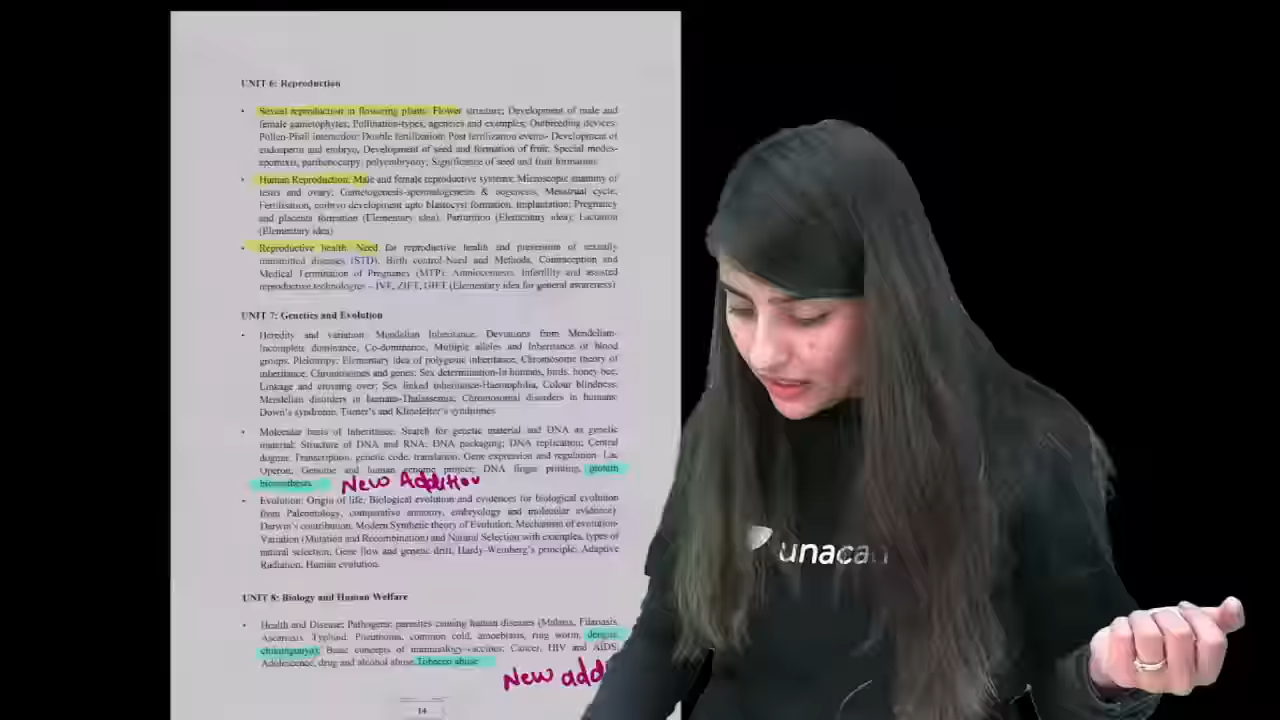 UNIT 6: Reproduction
• Sexual reproduction in flowering plants: Flower structure; Development of male and
female gametophytes; Pollination-types, agencies and examples; Outbreeding devices;
Pollen-Pistil interaction; Double fertilization; Post fertilization events- Development of
endosperm and embryo, Development of seed and formation of fruit; Special modes-
apomixis, parthenocarpy, polyembryony; Significance of seed and fruit formation.
• Human Reproduction: Male and female reproductive systems; Microscopic anatomy of
testis and ovary; Gametogenesis-spermatogenesis & oogenesis; Menstrual cycle;
Fertilisation, embryo development upto blastocyst formation, implantation; Pregnancy
and placenta formation (Elementary idea); Parturition (Elementary idea); Lactation
(Elementary idea)
• Reproductive health: Need for reproductive health and prevention of sexually
transmitted diseases (STD); Birth control-Need and Methods, Contraception and
Medical Termination of Pregnancy (MTP); Amniocentesis; Infertility and assisted
reproductive technologies – IVF, ZIFT, GIFT (Elementary idea for general awareness)
UNIT 7: Genetics and Evolution
• Heredity and variation: Mendelian Inheritance; Deviations from Mendelism-
Incomplete dominance, Co-dominance, Multiple alleles and Inheritance of blood
groups, Pleiotropy; Elementary idea of polygenic inheritance; Chromosome theory of
inheritance; Chromosomes and genes; Sex determination-In humans, birds, honey bee;
Linkage and crossing over; Sex linked inheritance-Haemophilia, Colour blindness;
Mendelian disorders in humans-Thalassemia; Chromosomal disorders in humans;
Down's syndrome, Turner's and Klinefelter's syndromes
• Molecular basis of Inheritance: Search for genetic material and DNA as genetic
material; Structure of DNA and RNA; DNA packaging; DNA replication; Central
dogma; Transcription, genetic code, translation; Gene expression and regulation- Lac
Operon; Genome and human genome project; DNA finger printing, protein
biosynthesis. New Addition
• Evolution: Origin of life; Biological evolution and evidences for biological evolution
from Paleontology, comparative anatomy, embryology and molecular evidence);
Darwin's contribution, Modern Synthetic theory of Evolution; Mechanism of evolution-
Variation (Mutation and Recombination) and Natural Selection with examples, types of
natural selection; Gene flow and genetic drift; Hardy-Weinberg's principle; Adaptive
Radiation; Human evolution.
UNIT 8: Biology and Human Welfare
• Health and Disease; Pathogens; parasites causing human diseases (Malaria, Filariasis,
Ascariasis. Typhoid, Pneumonia, common cold, amoebiasis, ring worm, dengue,
chikungunya); Basic concepts of immunology-vaccines; Cancer, HIV and AIDS;
Adolescence, drug and alcohol abuse, Tobacco abuse
New add
14
unacad